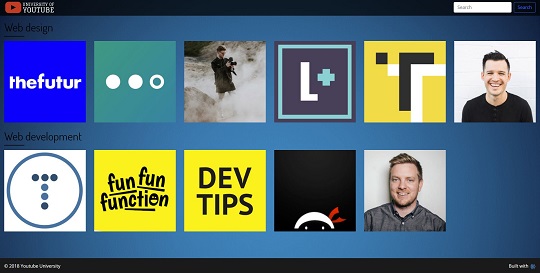 UNIVERSITY OF
YOUTUBE
Search
Search
Web design
thefutur
L+
T
Web development
T
fun fun
function
DEV
TIPS
© 2018 Youtube University
Built with